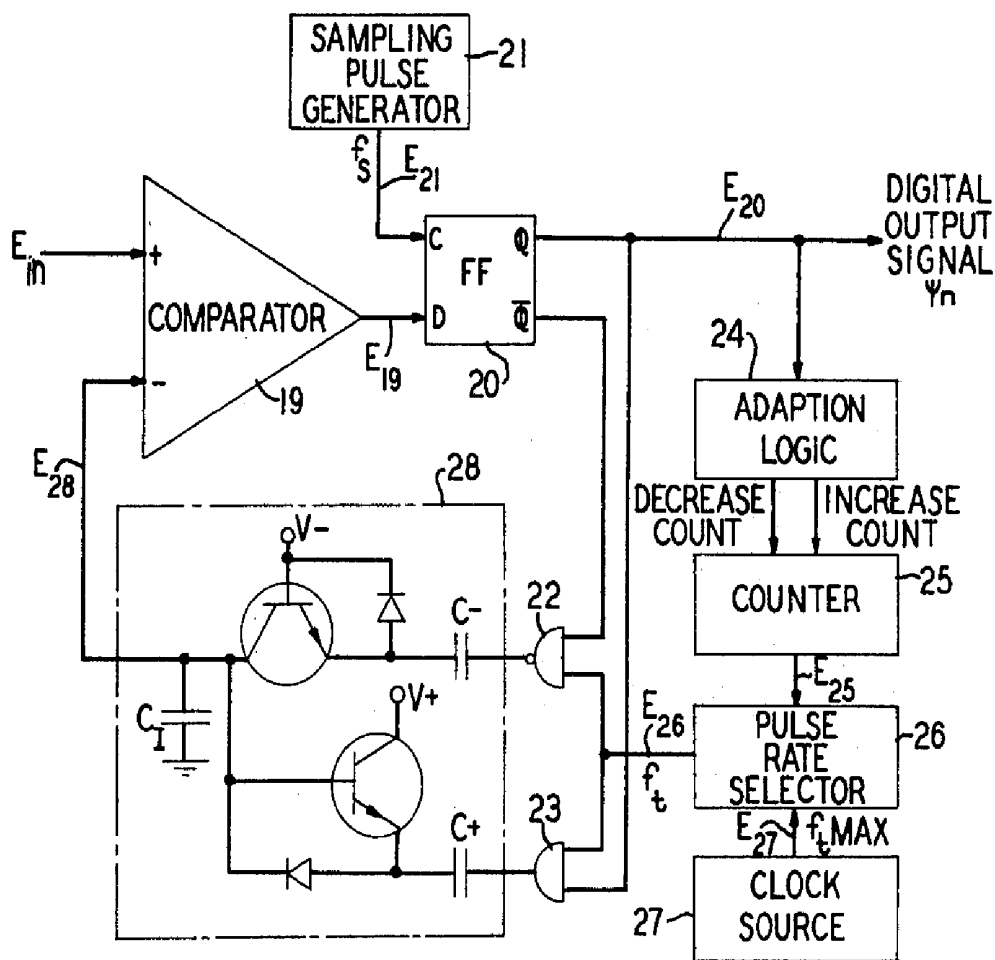 SAMPLING
PULSE
GENERATOR
21
fS
E21
Ein
+
COMPARATOR
-
19
E19
C
Q
FF
D
Q̅
20
E20
DIGITAL
OUTPUT
SIGNAL
Ψn
24
ADAPTION
LOGIC
DECREASE
COUNT
INCREASE
COUNT
COUNTER
25
E25
PULSE
RATE
SELECTOR
26
E26
ft
E27
ftMAX
CLOCK
SOURCE
27
E28
28
V-
C-
22
CI
V+
C+
23